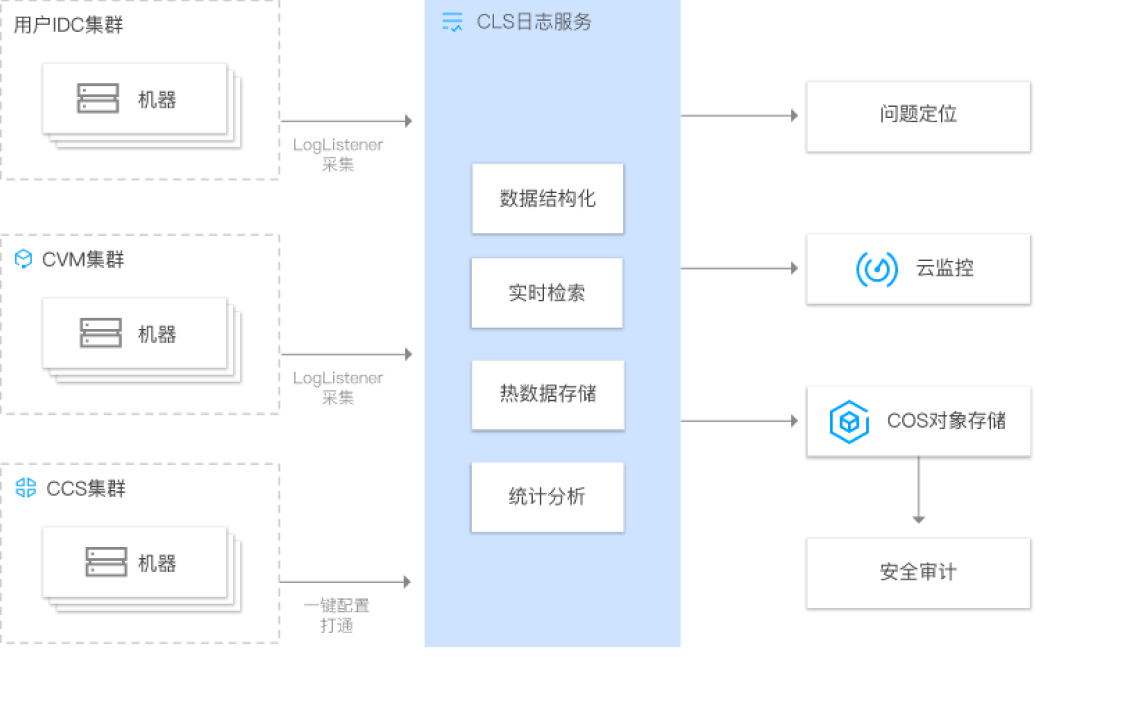 用户IDC集群
机器
LogListener
采集
CVM集群
机器
LogListener
采集
CCS集群
机器
一键配置
打通
CLS日志服务
数据结构化
实时检索
热数据存储
统计分析
问题定位
云监控
COS对象存储
安全审计